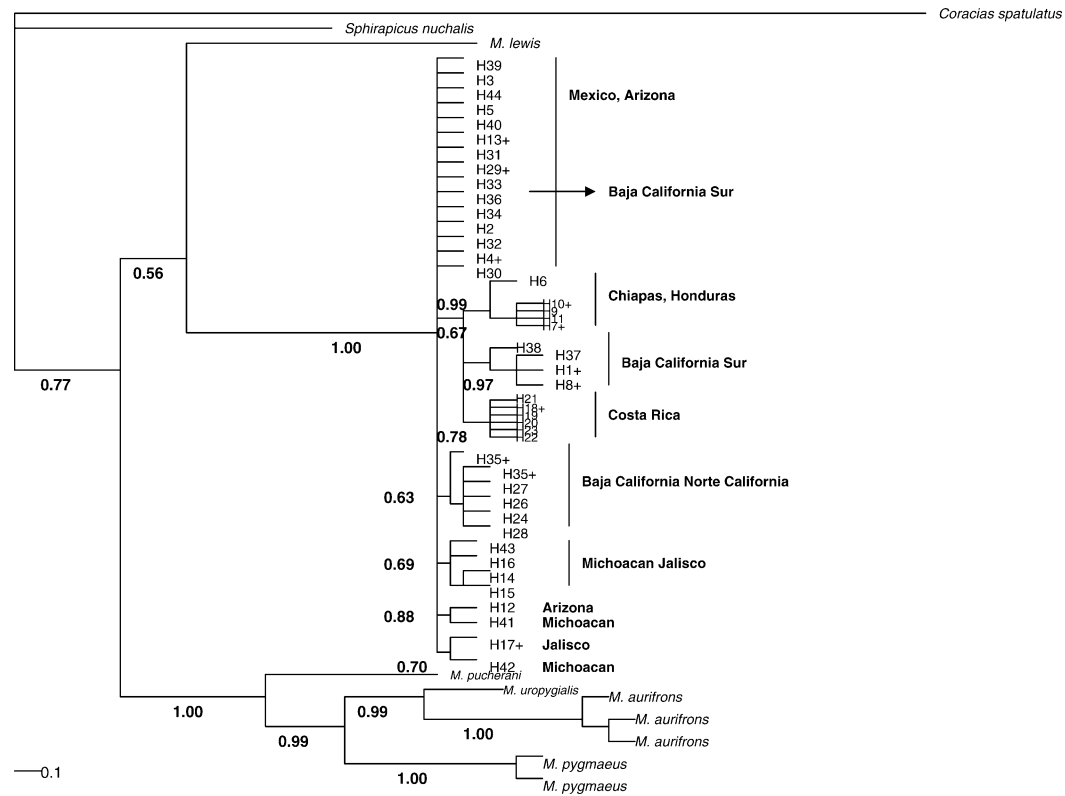 Coracias spatulatus
Sphirapicus nuchalis
M. lewis
H39
H3
H44
Mexico, Arizona
H5
H40
H13+
H31
H29+
H33
Baja California Sur
H36
H34
H2
H32
H4+
0.56
H30
H6
Chiapas, Honduras
0.99
H10+
9
11
H7+
0.67
1.00
H38
H37
Baja California Sur
H1+
0.77
0.97
H8+
H21
18+
Costa Rica
19
20
23
0.78
H22
H35+
H35+
Baja California Norte California
H27
0.63
H26
H24
H28
H43
0.69
H16
Michoacan Jalisco
H14
H15
H12
Arizona
0.88
H41
Michoacan
H17+
Jalisco
0.70
H42
Michoacan
M. pucherani
M. uropygialis
M. aurifrons
1.00
0.99
M. aurifrons
0.99
1.00
M. aurifrons
M. pygmaeus
0.1
1.00
M. pygmaeus